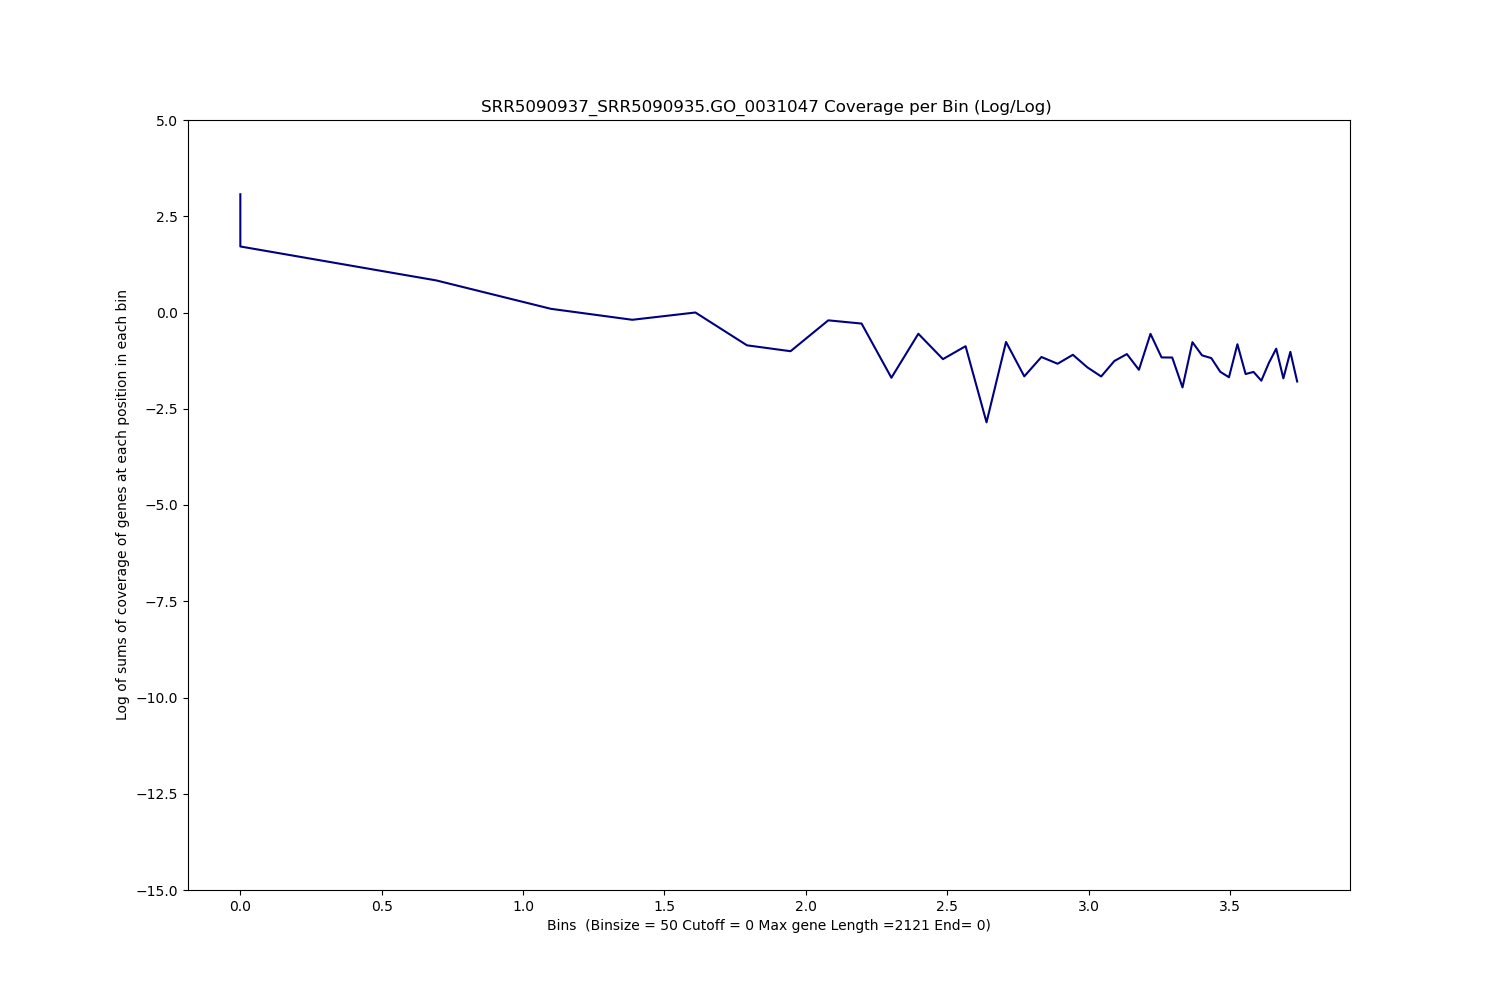 SRR5090937_SRR5090935.GO_0031047 Coverage per Bin (Log/Log)
5.0
2.5
0.0
−2.5
−5.0
−7.5
−10.0
−12.5
−15.0
Log of sums of coverage of genes at each position in each bin
0.0 0.5 1.0 1.5 2.0 2.5 3.0 3.5
Bins  (Binsize = 50 Cutoff = 0 Max gene Length =2121 End= 0)